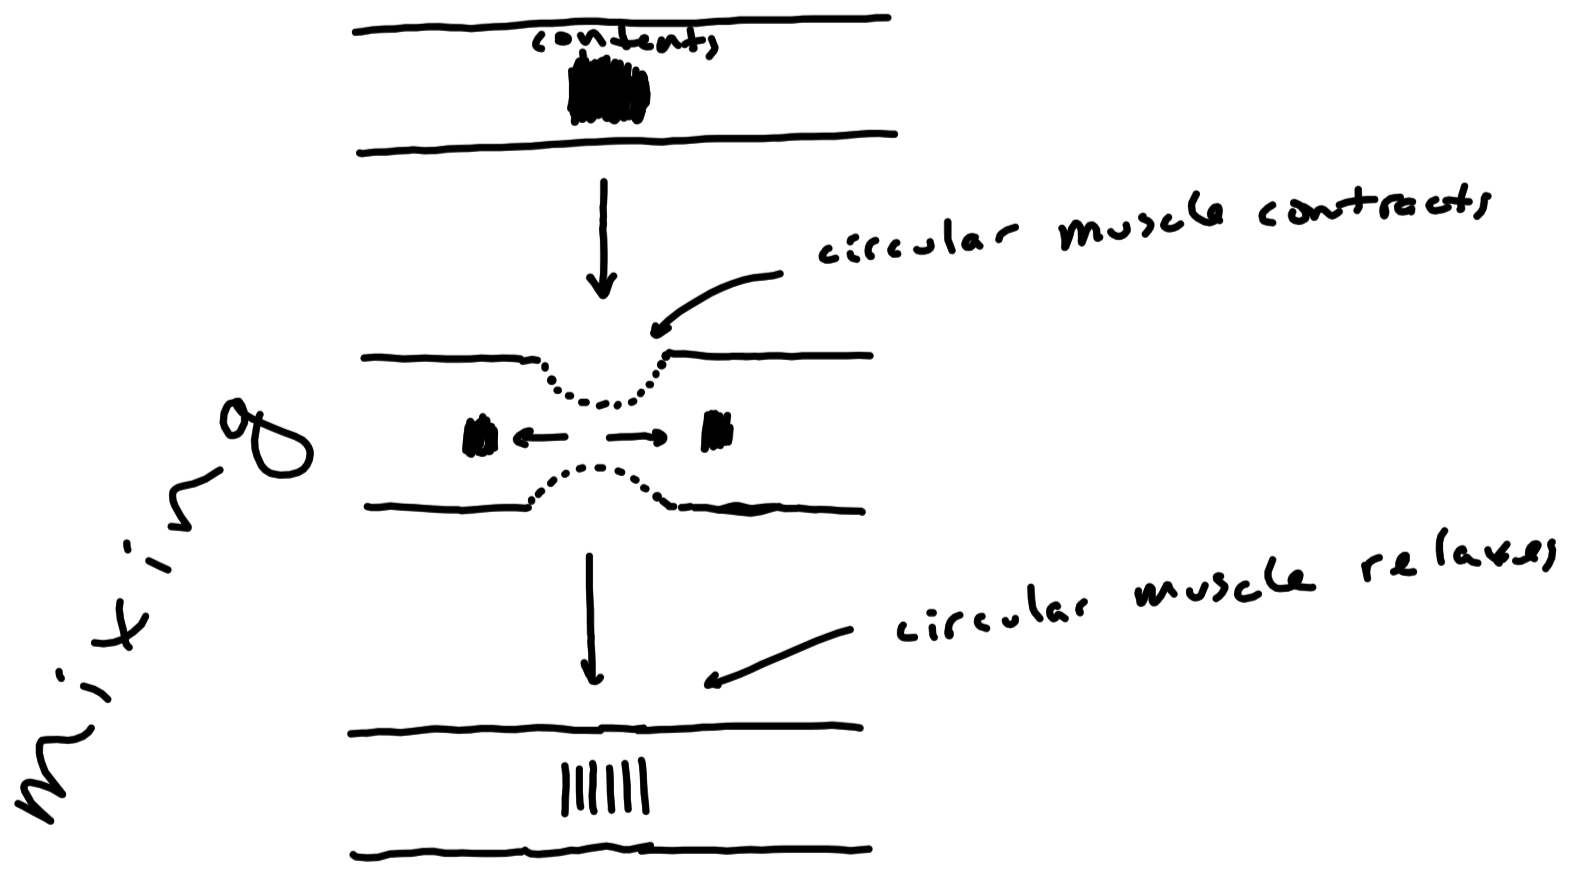 contents
circular muscle contracts
mixing
circular muscle relaxes